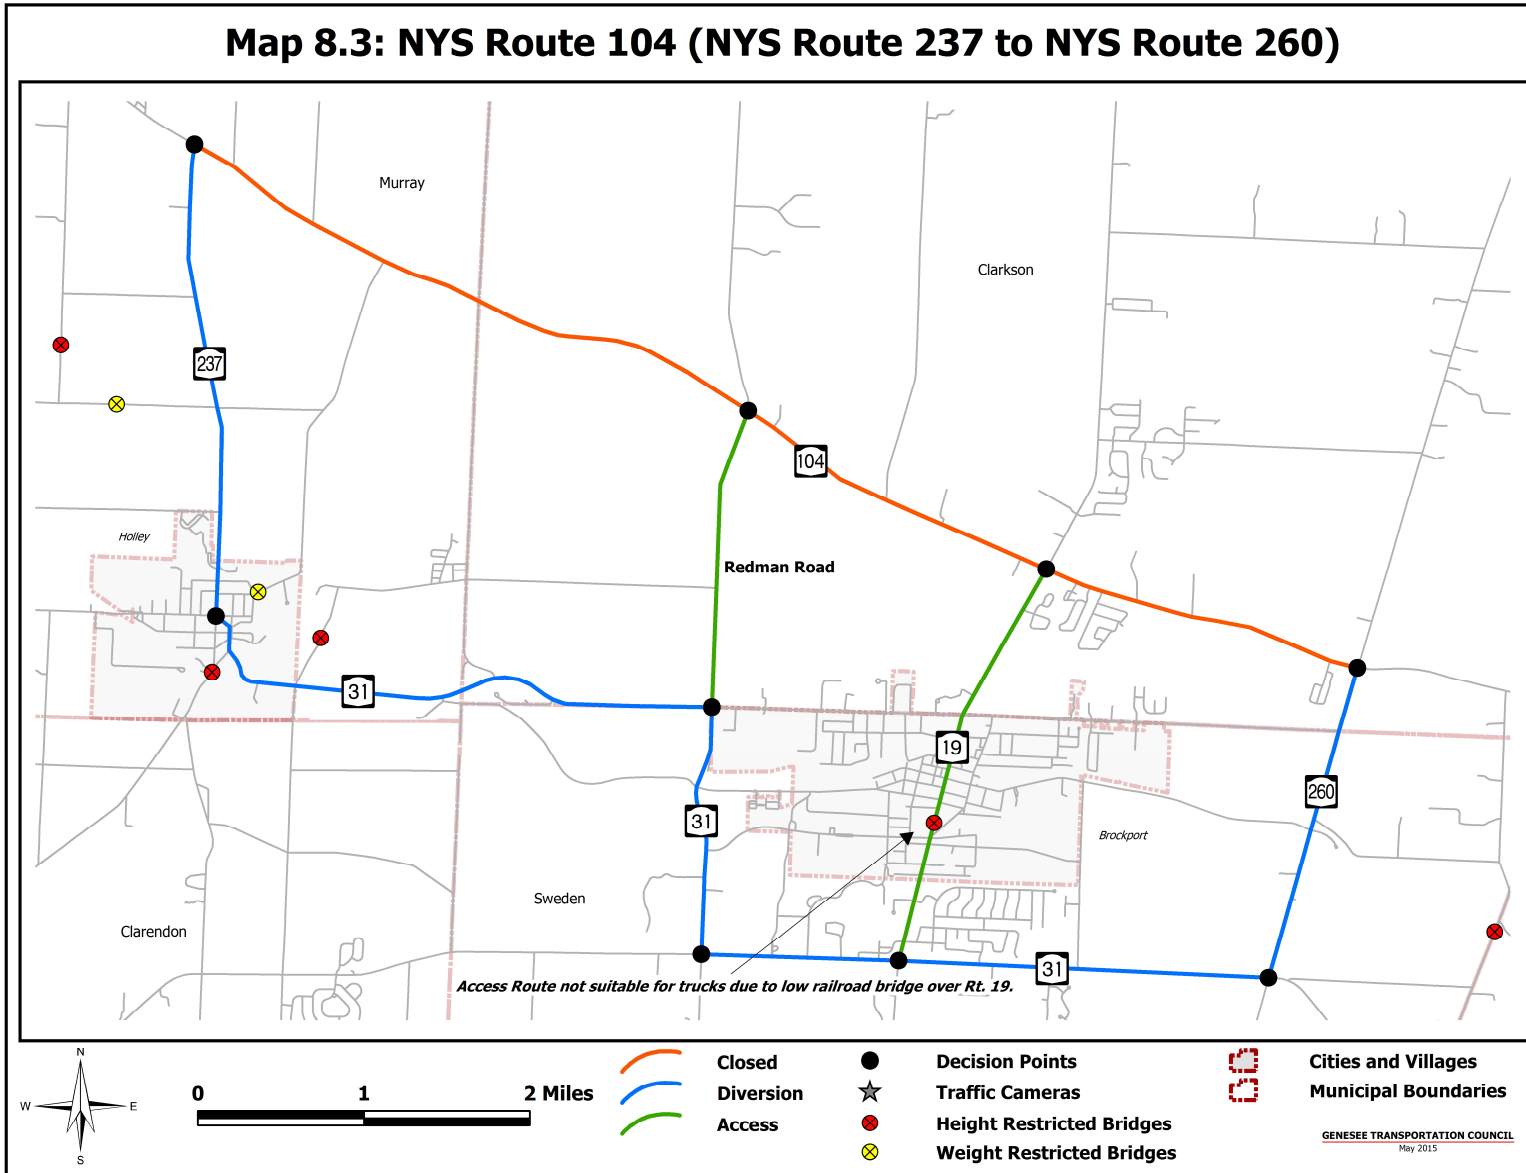 Map 8.3: NYS Route 104 (NYS Route 237 to NYS Route 260)
Murray
Clarkson
237
104
Holley
Redman Road
31
19
260
31
Brockport
Sweden
Clarendon
31
Access Route not suitable for trucks due to low railroad bridge over Rt. 19.
N
W E
S
0 1 2 Miles
Closed
Diversion
Access
Decision Points
Traffic Cameras
Height Restricted Bridges
Weight Restricted Bridges
Cities and Villages
Municipal Boundaries
GENESEE TRANSPORTATION COUNCIL
May 2015